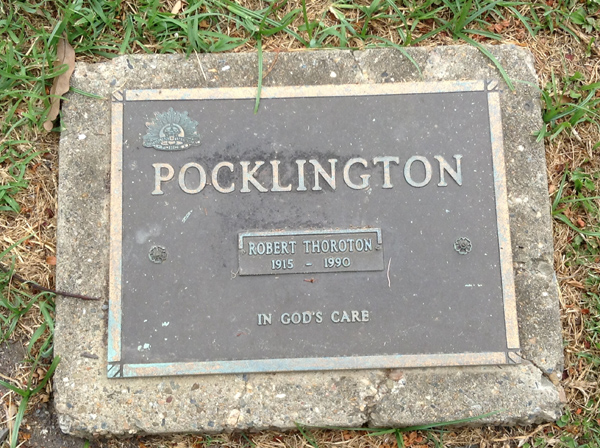 POCKLINGTON
ROBERT THOROTON
1915 - 1990
IN GOD'S CARE